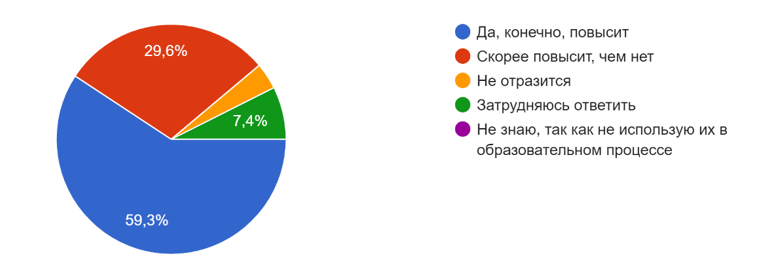 29,6%
7,4%
59,3%
Да, конечно, повысит
Скорее повысит, чем нет
Не отразится
Затрудняюсь ответить
Не знаю, так как не использую их в
образовательном процессе